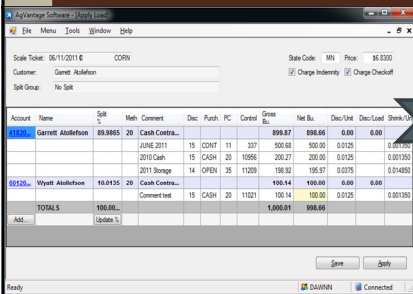 AgVantage Software - [Apply Load]
File Menu Tools Window Help
Scale Ticket: 06/11/2011 0 CORN State Code: MN Price: $6.8300
Customer: Garrett Atollefson Charge Indemnity Charge Checkoff
Split Group: No Split
Account Name Split % Meth Comment Disc Purch. PC Control Gross Bu. Net Bu. Disc/Unit Disc/Load Shrink/Un
41820... Garrett Atollefson 89.9865 20 Cash Contra... 899.87 898.66 0.00 0.00
JUNE 2011 15 CONT 11 337 500.68 500.00 0.0125 0.001350
2010 Cash 15 CASH 20 10956 200.27 200.00 0.0125 0.001350
2011 Storage 14 OPEN 35 11209 198.92 195.97 0.0375 0.014850
60120... Wyatt Atollefson 10.0135 20 Cash Contra... 100.14 100.00 0.00 0.00
Comment test 15 CASH 20 11021 100.14 100.00 0.0125 0.001350
TOTALS 100.00... 1,000.01 998.66
Add... Update %
Save Apply
Ready DAWNN Connected